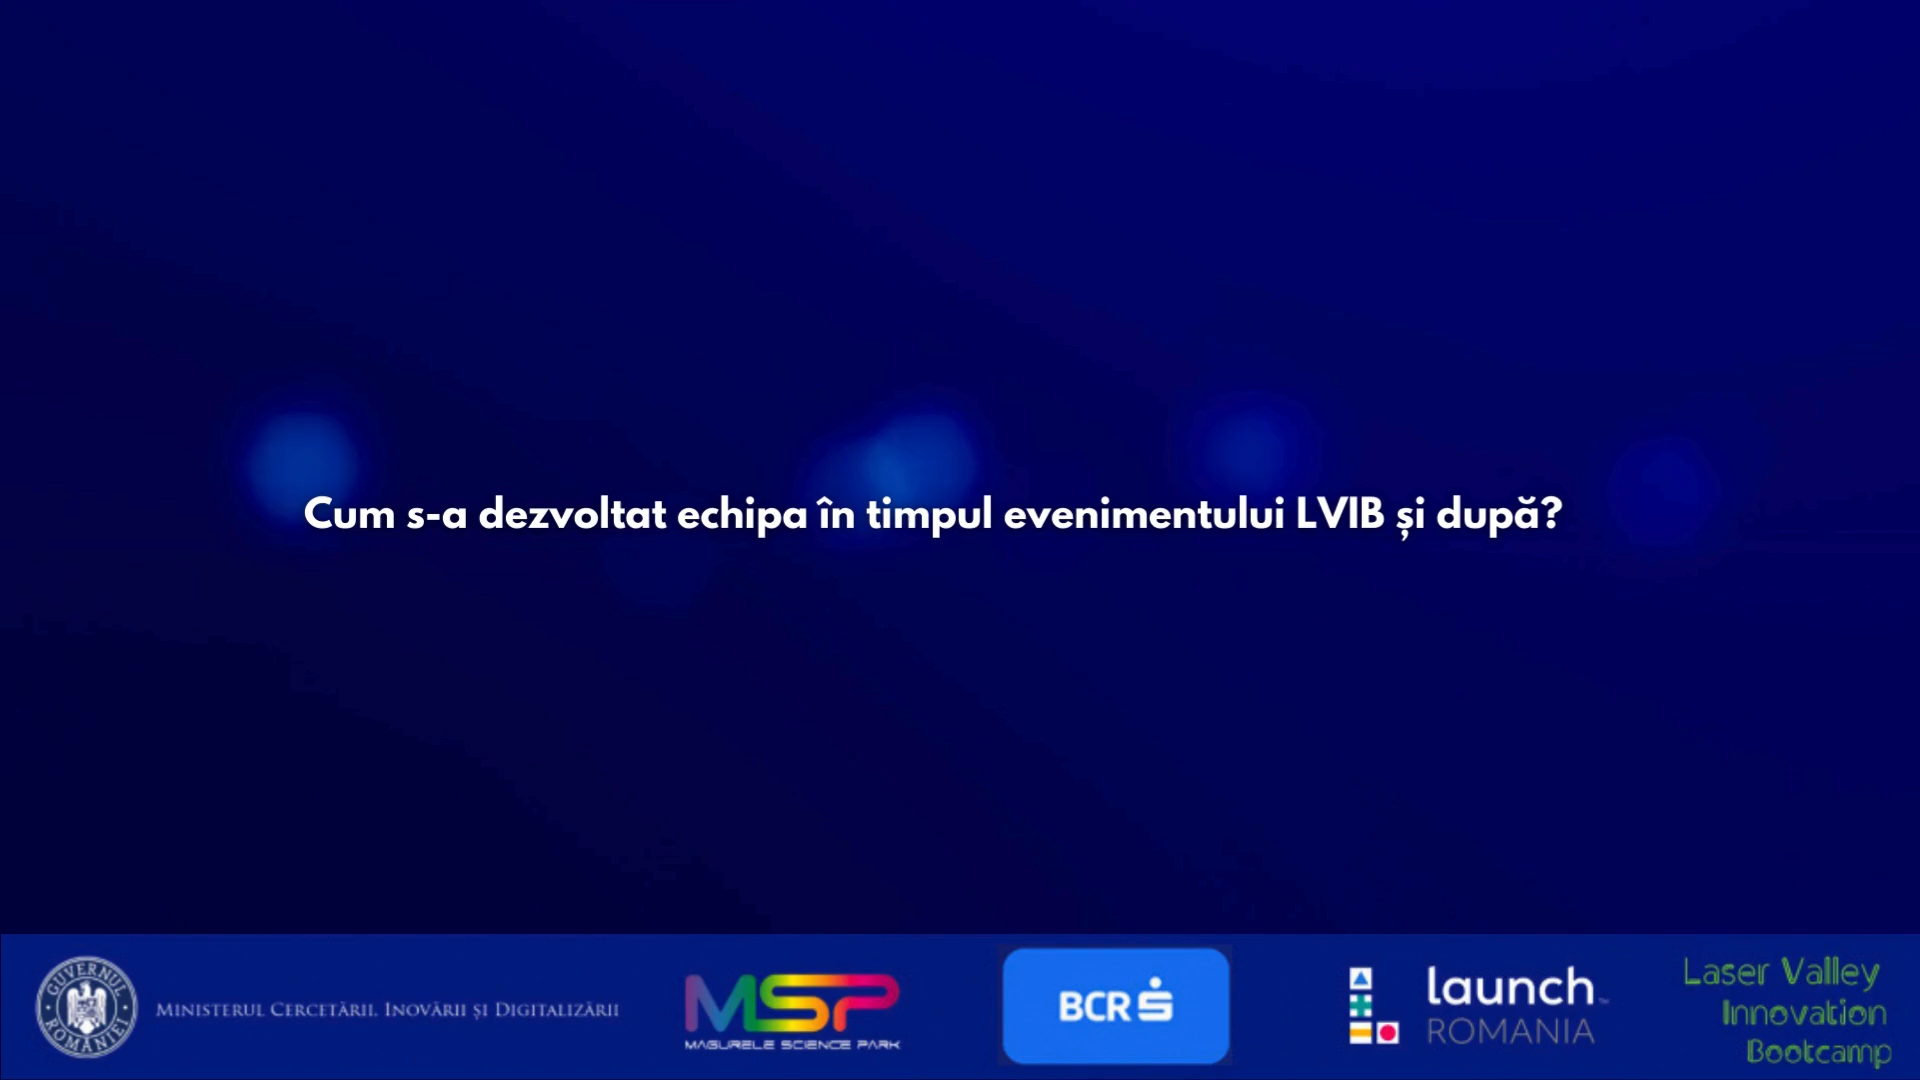 Cum s-a dezvoltat echipa în timpul evenimentului LVIB și după?
GUVERNUL ROMÂNIEI
MINISTERUL CERCETĂRII, INOVĂRII ȘI DIGITALIZĂRII
MSP
MAGURELE SCIENCE PARK
BCR
launch
ROMANIA
Laser Valley
Innovation
Bootcamp